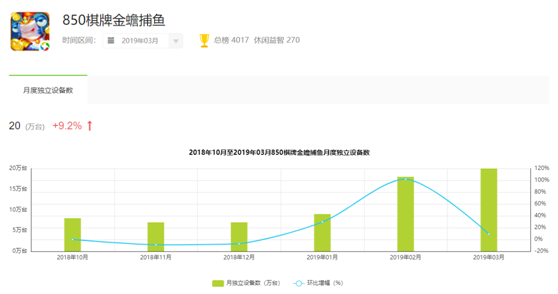 850棋牌金蟾捕鱼
时间区间： 2019年03月 总榜 4017 休闲益智 270
月度独立设备数
20 (万台) +9.2%
2018年10月至2019年03月850棋牌金蟾捕鱼月度独立设备数
20万台 120%
100%
15万台 80%
60%
10万台 40%
5万台 20%
0%
0万台 -20%
2018年10月 2018年11月 2018年12月 2019年01月 2019年02月 2019年03月
月独立设备数（万台） 环比增幅（%）